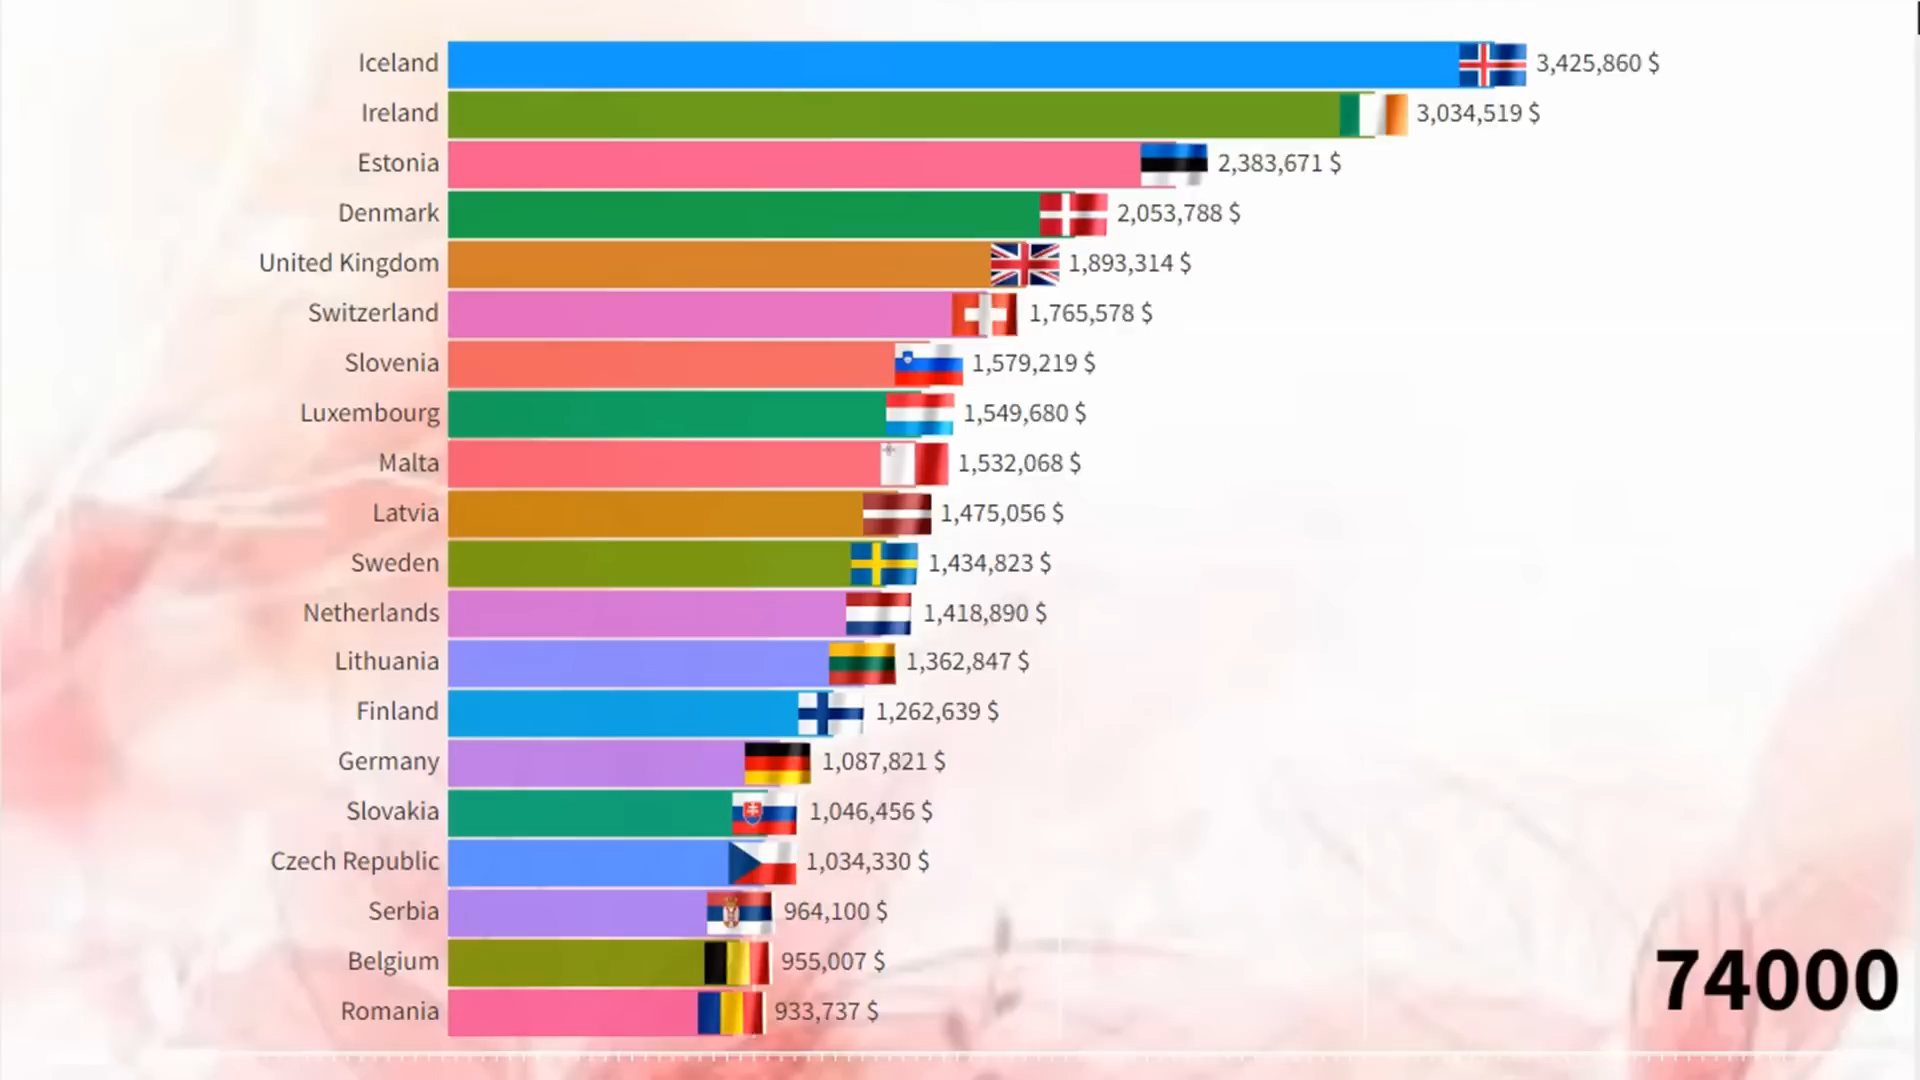 Iceland 3,425,860 $
Ireland 3,034,519 $
Estonia 2,383,671 $
Denmark 2,053,788 $
United Kingdom 1,893,314 $
Switzerland 1,765,578 $
Slovenia 1,579,219 $
Luxembourg 1,549,680 $
Malta 1,532,068 $
Latvia 1,475,056 $
Sweden 1,434,823 $
Netherlands 1,418,890 $
Lithuania 1,362,847 $
Finland 1,262,639 $
Germany 1,087,821 $
Slovakia 1,046,456 $
Czech Republic 1,034,330 $
Serbia 964,100 $
Belgium 955,007 $
Romania 933,737 $
74000